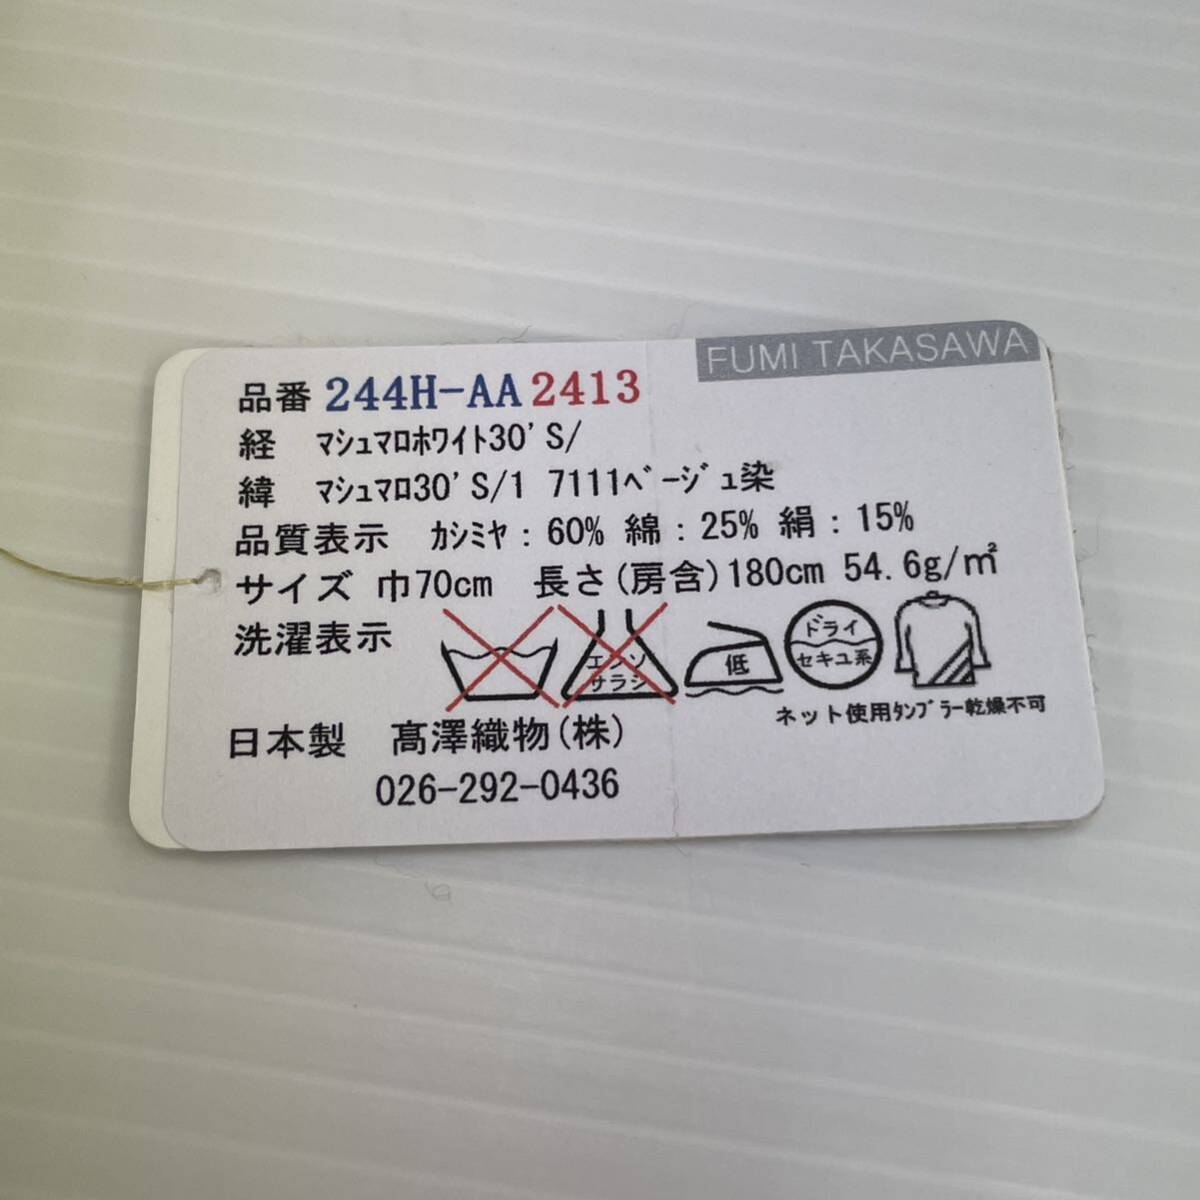 FUMI TAKASAWA
品番 244H-AA 2413
経 ﾏｼｭﾏﾛﾎﾜｲﾄ30'S/
緯 ﾏｼｭﾏﾛ30'S/1 7111ﾍﾞｰｼﾞｭ染
品質表示 ｶｼﾐﾔ:60% 綿:25% 絹:15%
サイズ 巾70cm 長さ(房含)180cm 54.6g/㎡
洗濯表示
エンソ
サラシ
低
ドライ
セキユ系
ネット使用ﾀﾝﾌﾞﾗｰ乾燥不可
日本製 髙澤織物(株)
026-292-0436